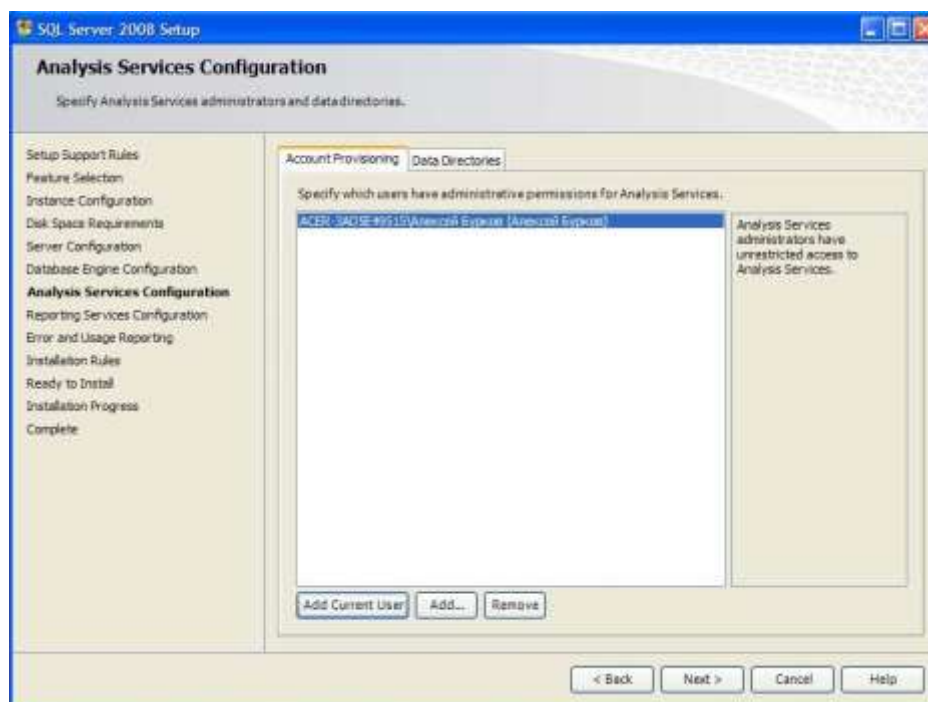 SQL Server 2008 Setup
Analysis Services Configuration
Specify Analysis Services administrators and data directories.
Setup Support Rules
Feature Selection
Instance Configuration
Disk Space Requirements
Server Configuration
Database Engine Configuration
Analysis Services Configuration
Reporting Services Configuration
Error and Usage Reporting
Installation Rules
Ready to Install
Installation Progress
Complete
Account Provisioning
Data Directories
Specify which users have administrative permissions for Analysis Services.
Алексей Бурков (Алексей Бурков)
Analysis Services
administrators have
unrestricted access to
Analysis Services.
Add Current User
Add...
Remove
< Back
Next >
Cancel
Help